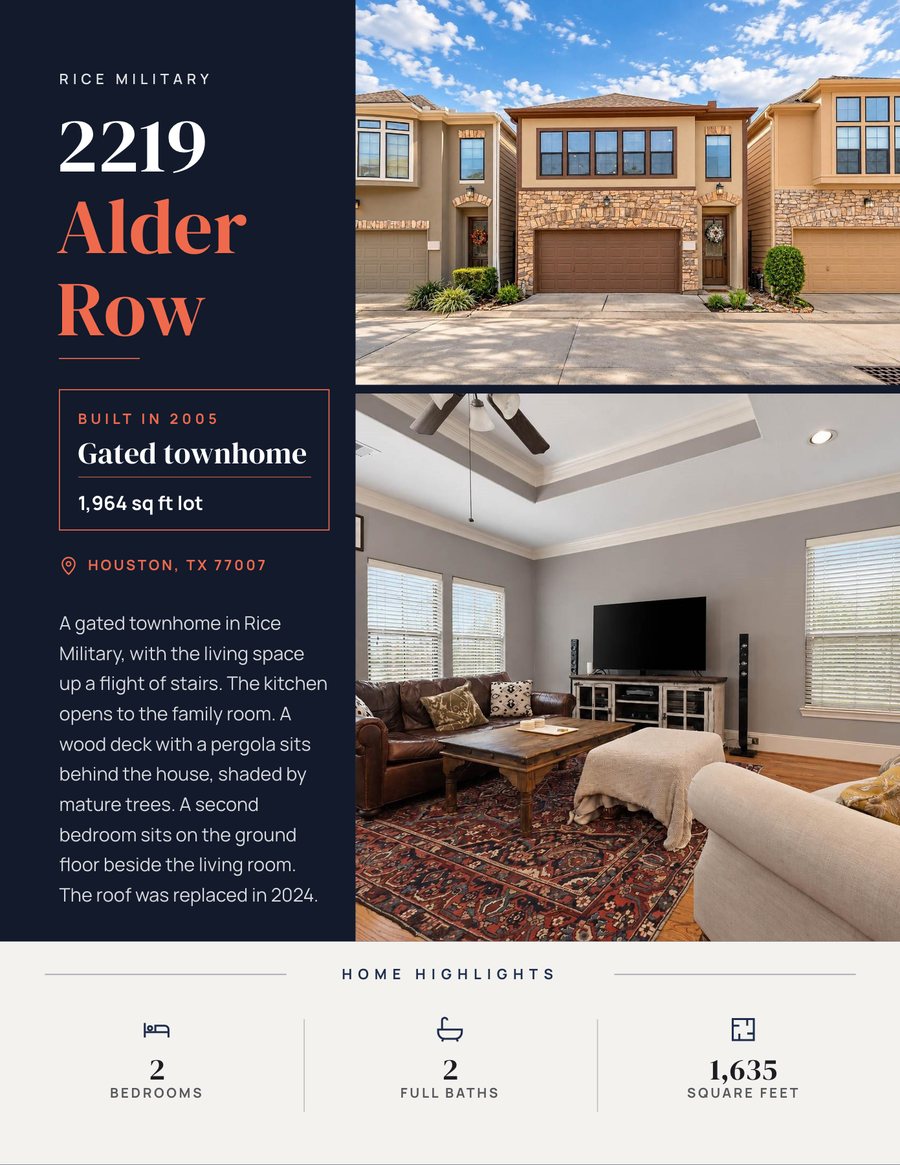 RICE MILITARY
2219
Alder
Row
BUILT IN 2005
Gated townhome
1,964 sq ft lot
HOUSTON, TX 77007
A gated townhome in Rice
Military, with the living space
up a flight of stairs. The kitchen
opens to the family room. A
wood deck with a pergola sits
behind the house, shaded by
mature trees. A second
bedroom sits on the ground
floor beside the living room.
The roof was replaced in 2024.
HOME HIGHLIGHTS
2
BEDROOMS
2
FULL BATHS
1,635
SQUARE FEET